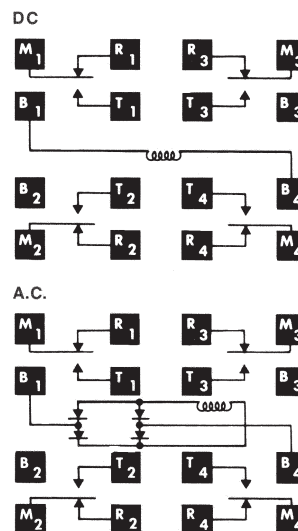 DC
M1 R1 R3 M3
B1 T1 T3 B3
B2 T2 T4 B4
M2 R2 R4 M4
A.C.
M1 R1 R3 M3
B1 T1 T3 B3
B2 T2 T4 B4
M2 R2 R4 M